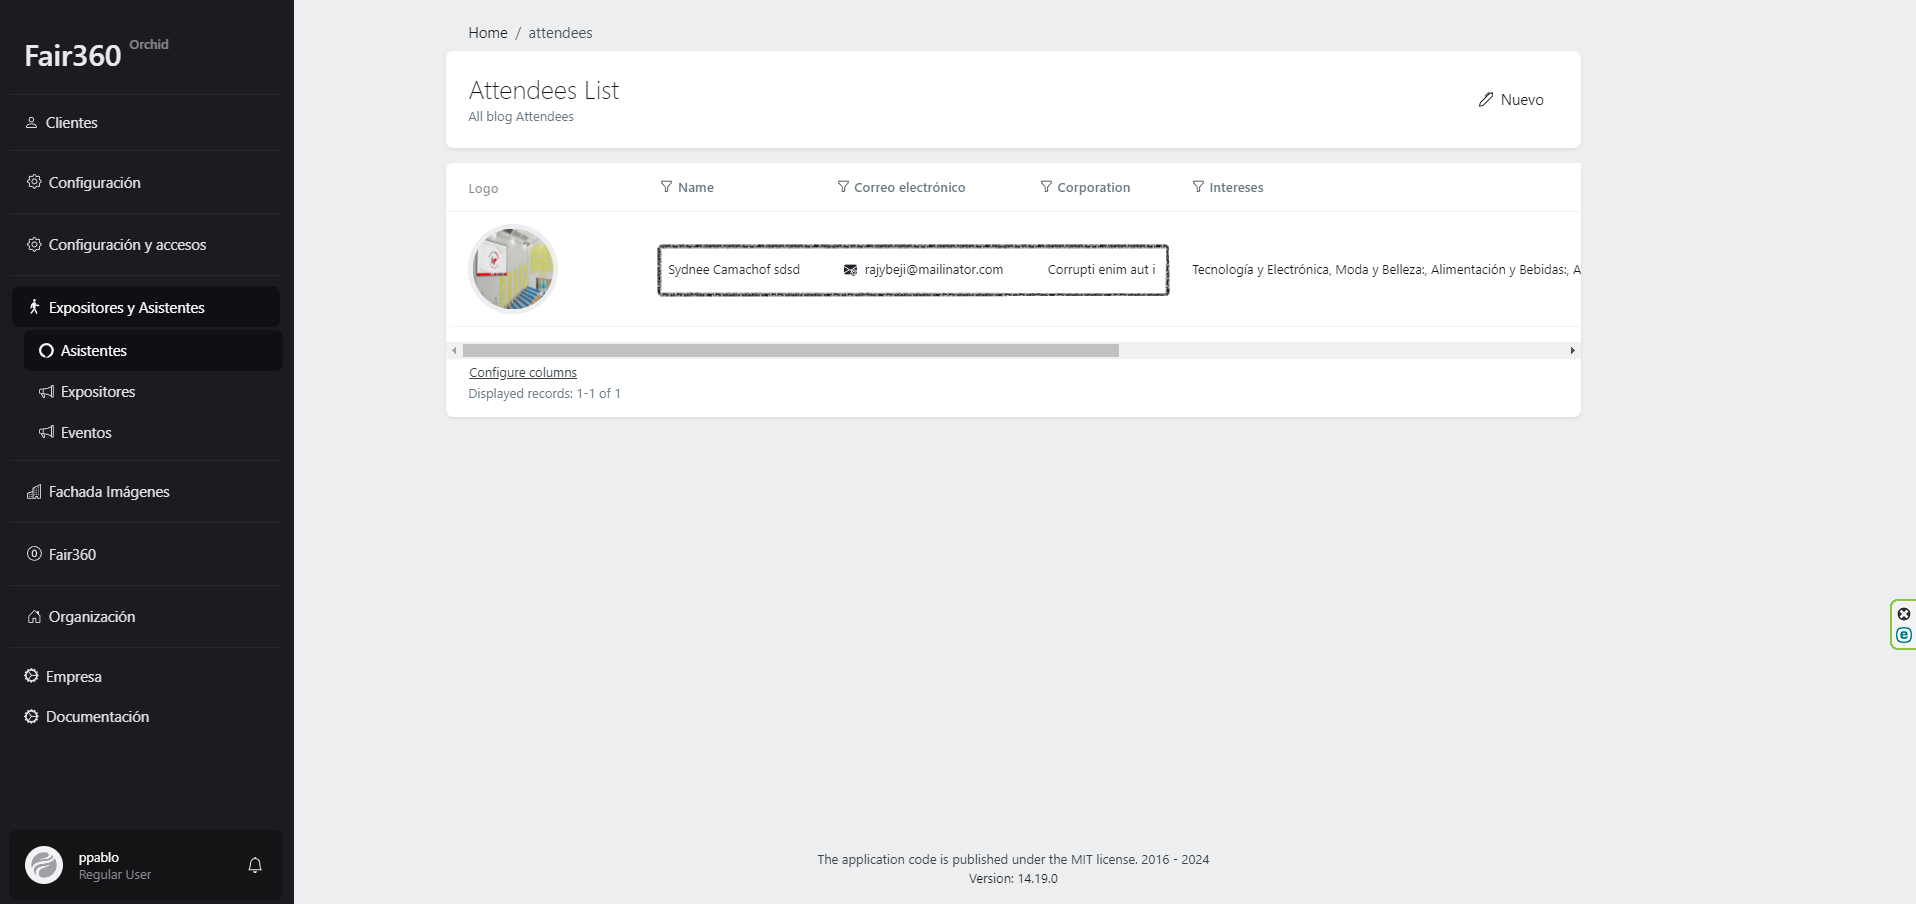 Fair360 Orchid
Clientes
Configuración
Configuración y accesos
Expositores y Asistentes
Asistentes
Expositores
Eventos
Fachada Imágenes
Fair360
Organización
Empresa
Documentación
ppablo
Regular User
Home / attendees
Attendees List
All blog Attendees
Nuevo
Logo Name Correo electrónico Corporation Intereses
Sydnee Camachof sdsd rajybeji@mailinator.com Corrupti enim aut i Tecnología y Electrónica, Moda y Belleza:, Alimentación y Bebidas:, A
Configure columns
Displayed records: 1-1 of 1
The application code is published under the MIT license. 2016 - 2024
Version: 14.19.0